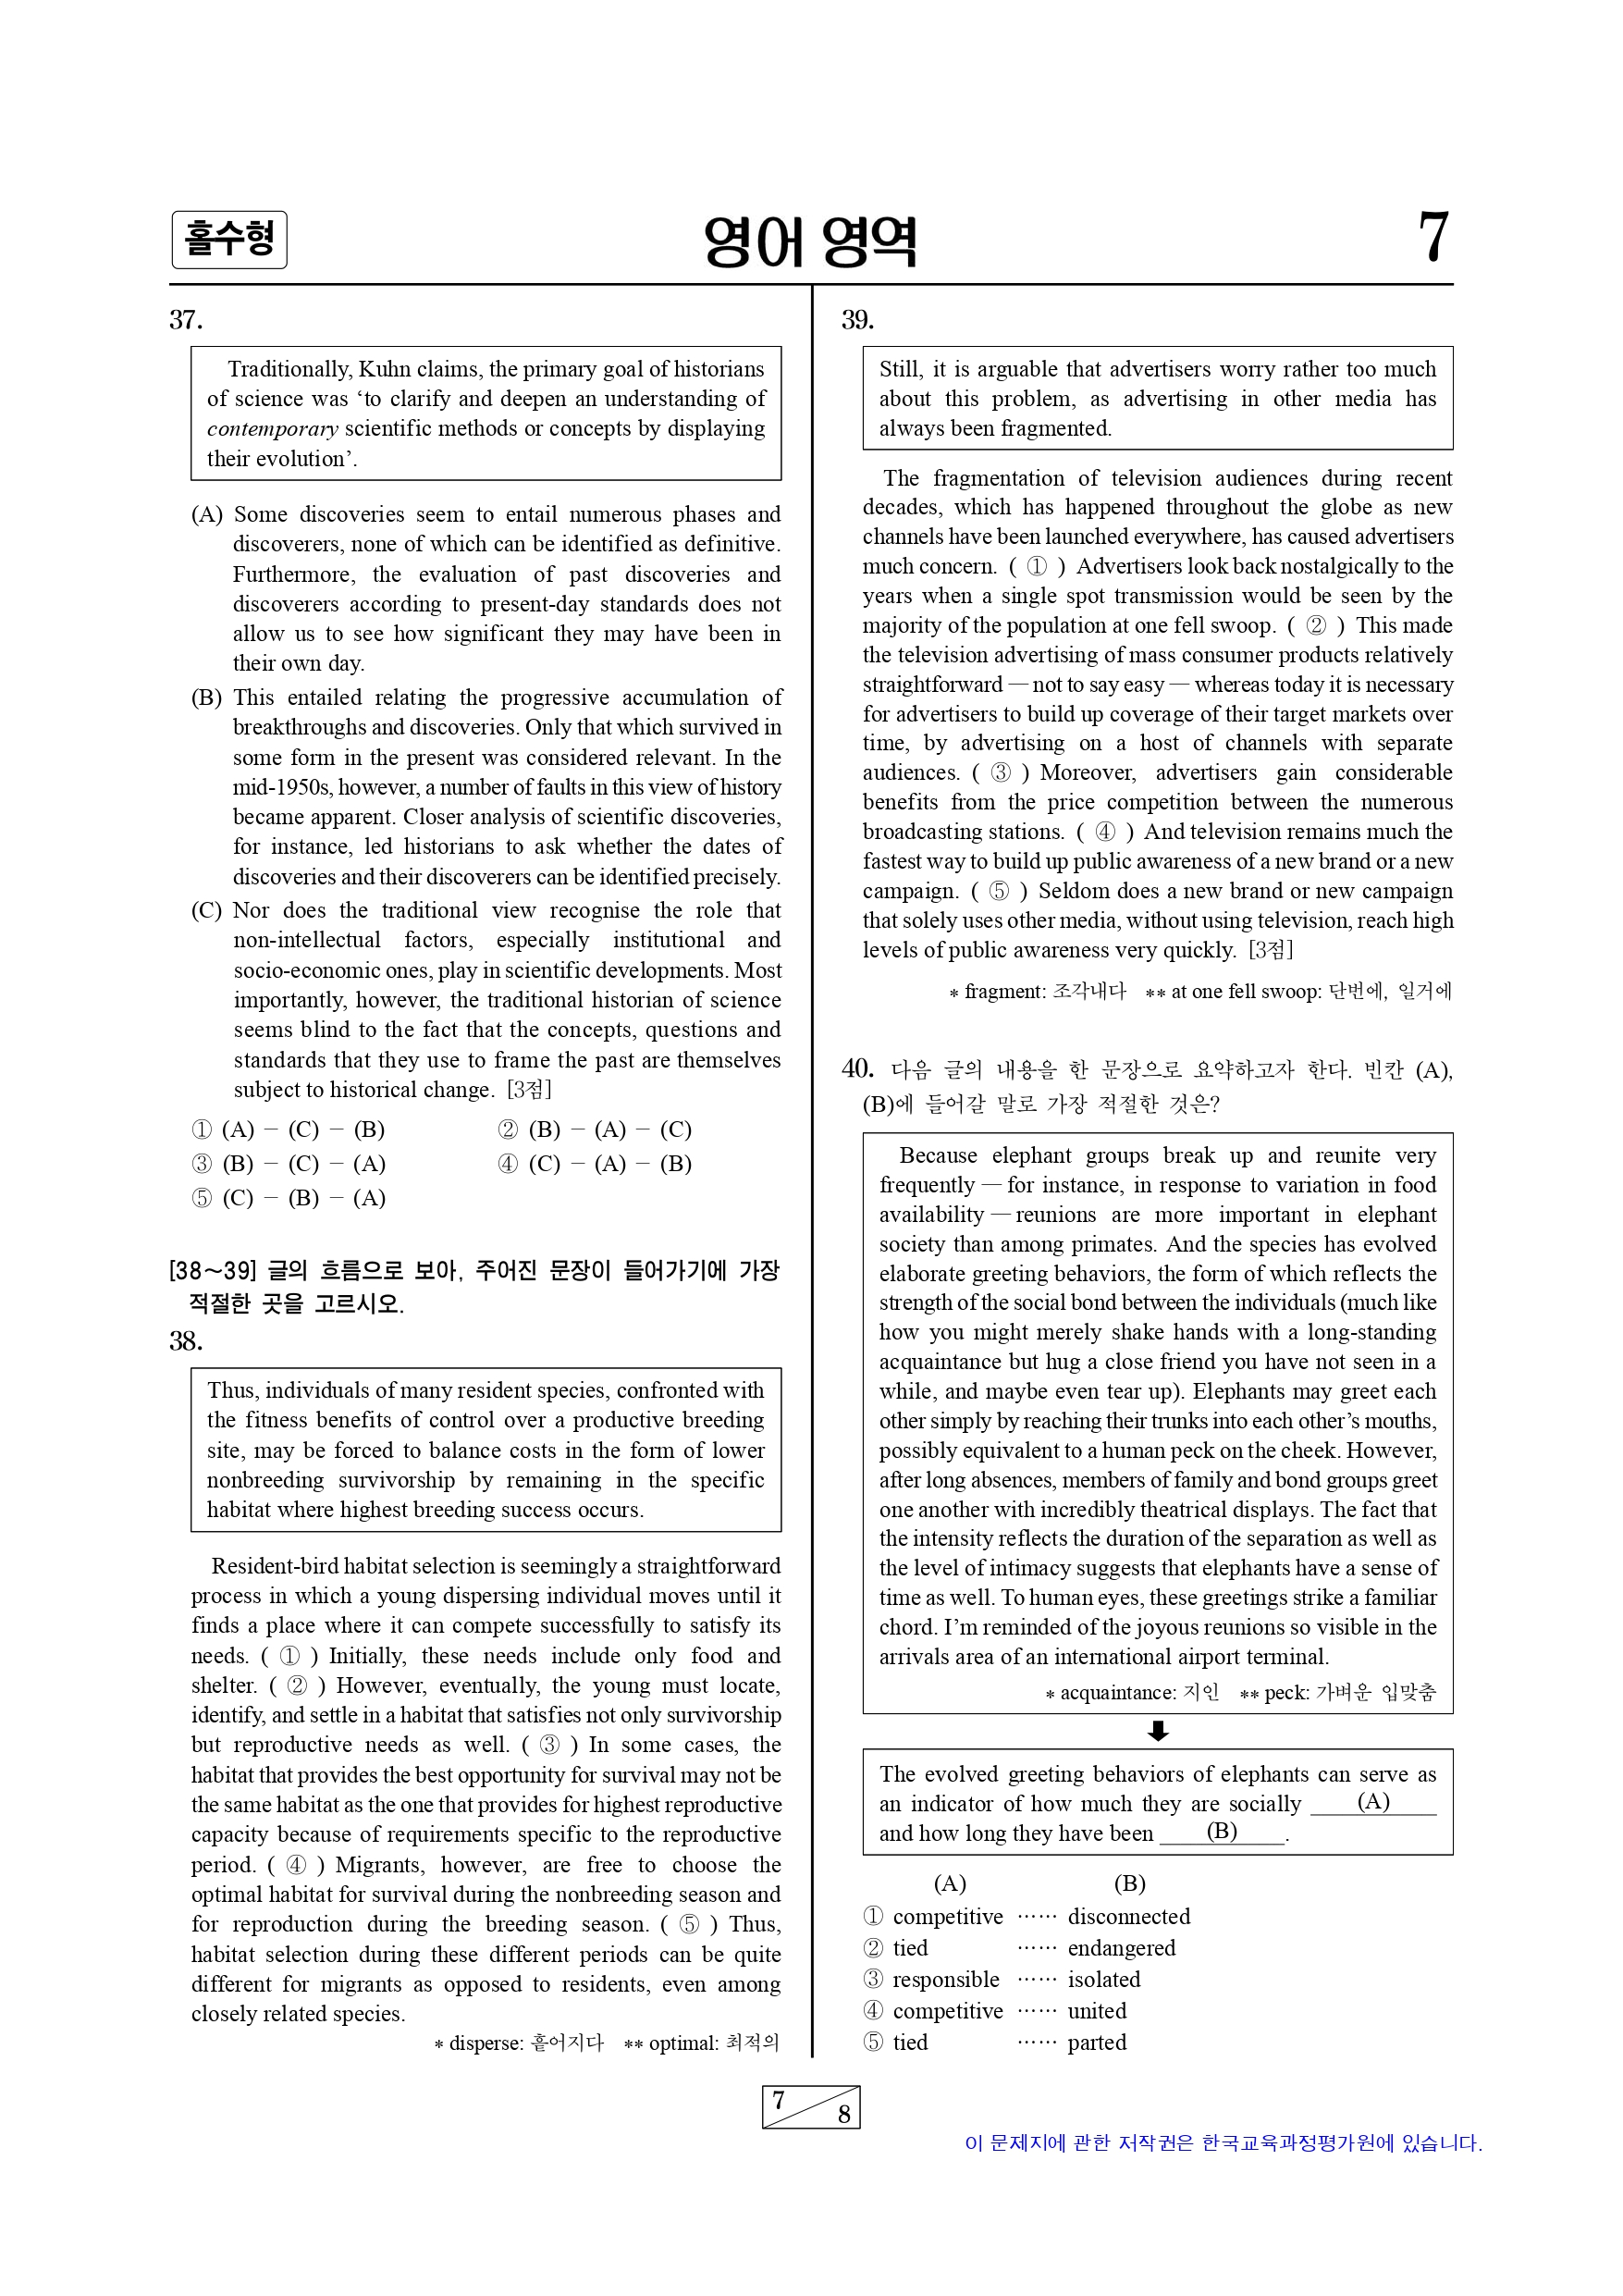 홀수형
영어 영역
7
37.
Traditionally, Kuhn claims, the primary goal of historians
of science was ‘to clarify and deepen an understanding of
contemporary scientific methods or concepts by displaying
their evolution’.
(A) Some discoveries seem to entail numerous phases and
discoverers, none of which can be identified as definitive.
Furthermore, the evaluation of past discoveries and
discoverers according to present-day standards does not
allow us to see how significant they may have been in
their own day.
(B) This entailed relating the progressive accumulation of
breakthroughs and discoveries. Only that which survived in
some form in the present was considered relevant. In the
mid-1950s, however, a number of faults in this view of history
became apparent. Closer analysis of scientific discoveries,
for instance, led historians to ask whether the dates of
discoveries and their discoverers can be identified precisely.
(C) Nor does the traditional view recognise the role that
non-intellectual factors, especially institutional and
socio-economic ones, play in scientific developments. Most
importantly, however, the traditional historian of science
seems blind to the fact that the concepts, questions and
standards that they use to frame the past are themselves
subject to historical change. [3점]
① (A) － (C) － (B) ② (B) － (A) － (C)
③ (B) － (C) － (A) ④ (C) － (A) － (B)
⑤ (C) － (B) － (A)
[38～39] 글의 흐름으로 보아, 주어진 문장이 들어가기에 가장
적절한 곳을 고르시오.
38.
Thus, individuals of many resident species, confronted with
the fitness benefits of control over a productive breeding
site, may be forced to balance costs in the form of lower
nonbreeding survivorship by remaining in the specific
habitat where highest breeding success occurs.
Resident-bird habitat selection is seemingly a straightforward
process in which a young dispersing individual moves until it
finds a place where it can compete successfully to satisfy its
needs. ( ① ) Initially, these needs include only food and
shelter. ( ② ) However, eventually, the young must locate,
identify, and settle in a habitat that satisfies not only survivorship
but reproductive needs as well. ( ③ ) In some cases, the
habitat that provides the best opportunity for survival may not be
the same habitat as the one that provides for highest reproductive
capacity because of requirements specific to the reproductive
period. ( ④ ) Migrants, however, are free to choose the
optimal habitat for survival during the nonbreeding season and
for reproduction during the breeding season. ( ⑤ ) Thus,
habitat selection during these different periods can be quite
different for migrants as opposed to residents, even among
closely related species.
* disperse: 흩어지다 ** optimal: 최적의
39.
Still, it is arguable that advertisers worry rather too much
about this problem, as advertising in other media has
always been fragmented.
The fragmentation of television audiences during recent
decades, which has happened throughout the globe as new
channels have been launched everywhere, has caused advertisers
much concern. ( ① ) Advertisers look back nostalgically to the
years when a single spot transmission would be seen by the
majority of the population at one fell swoop. ( ② ) This made
the television advertising of mass consumer products relatively
straightforward — not to say easy — whereas today it is necessary
for advertisers to build up coverage of their target markets over
time, by advertising on a host of channels with separate
audiences. ( ③ ) Moreover, advertisers gain considerable
benefits from the price competition between the numerous
broadcasting stations. ( ④ ) And television remains much the
fastest way to build up public awareness of a new brand or a new
campaign. ( ⑤ ) Seldom does a new brand or new campaign
that solely uses other media, without using television, reach high
levels of public awareness very quickly. [3점]
* fragment: 조각내다 ** at one fell swoop: 단번에, 일거에
40. 다음 글의 내용을 한 문장으로 요약하고자 한다. 빈칸 (A),
(B)에 들어갈 말로 가장 적절한 것은?
Because elephant groups break up and reunite very
frequently — for instance, in response to variation in food
availability — reunions are more important in elephant
society than among primates. And the species has evolved
elaborate greeting behaviors, the form of which reflects the
strength of the social bond between the individuals (much like
how you might merely shake hands with a long-standing
acquaintance but hug a close friend you have not seen in a
while, and maybe even tear up). Elephants may greet each
other simply by reaching their trunks into each other’s mouths,
possibly equivalent to a human peck on the cheek. However,
after long absences, members of family and bond groups greet
one another with incredibly theatrical displays. The fact that
the intensity reflects the duration of the separation as well as
the level of intimacy suggests that elephants have a sense of
time as well. To human eyes, these greetings strike a familiar
chord. I’m reminded of the joyous reunions so visible in the
arrivals area of an international airport terminal.
* acquaintance: 지인 ** peck: 가벼운 입맞춤
The evolved greeting behaviors of elephants can serve as
an indicator of how much they are socially (A)
and how long they have been (B).
(A) (B)
① competitive …… disconnected
② tied …… endangered
③ responsible …… isolated
④ competitive …… united
⑤ tied …… parted
7
8
이 문제지에 관한 저작권은 한국교육과정평가원에 있습니다.